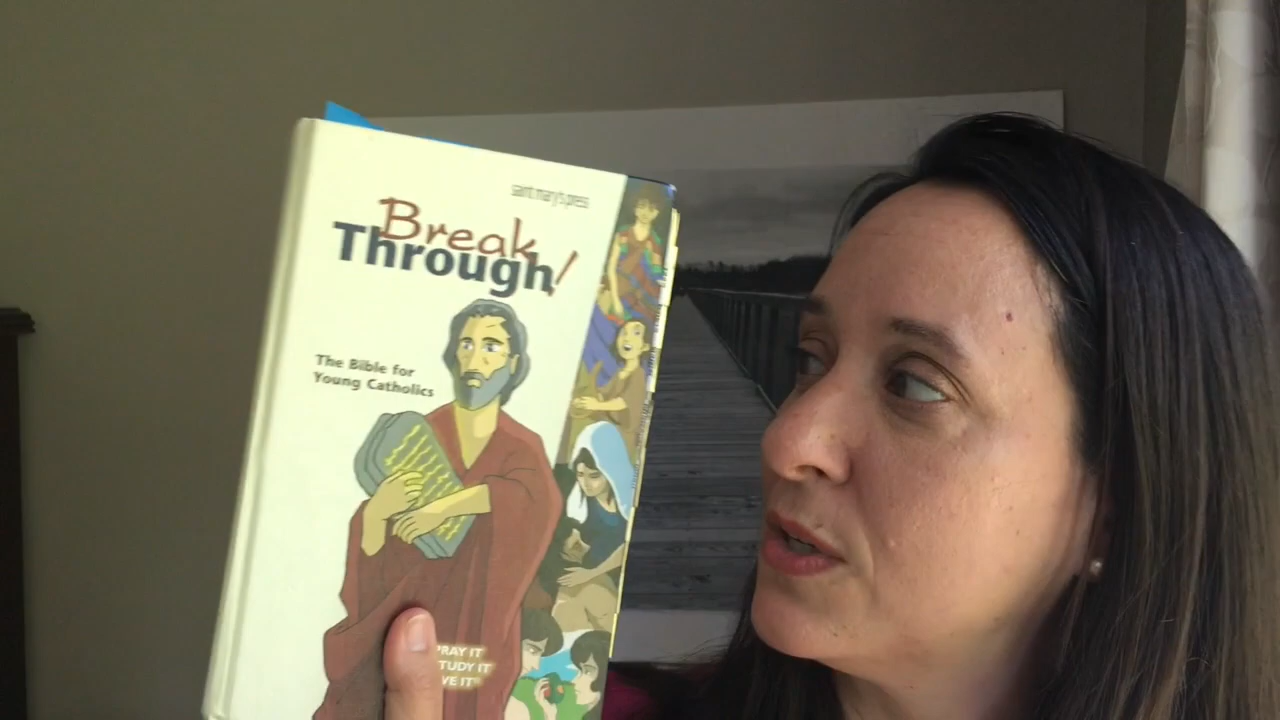 saint mary's press
Break
Through!
The Bible for
Young Catholics
PRAY IT
TUDY IT
VE IT®